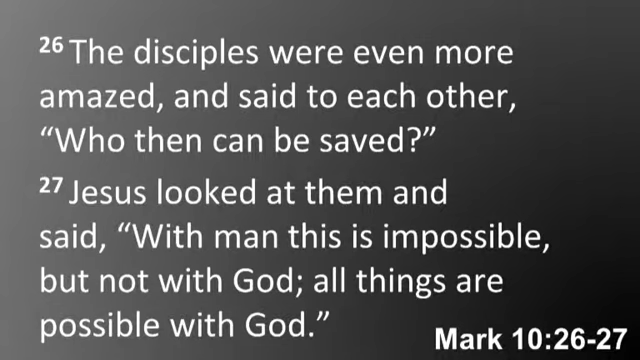 26 The disciples were even more
amazed, and said to each other,
“Who then can be saved?”
27 Jesus looked at them and
said, “With man this is impossible,
but not with God; all things are
possible with God.”
Mark 10:26-27